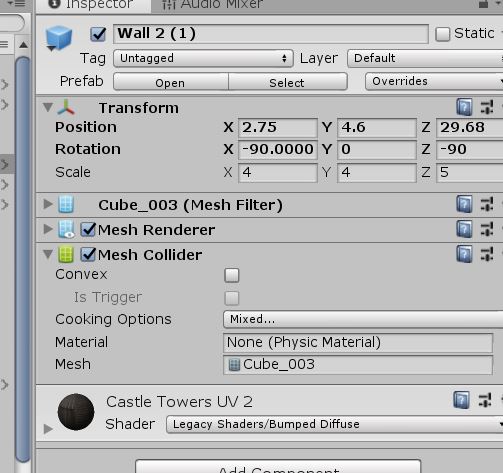 Inspector Audio Mixer
Wall 2 (1) Static
Tag Untagged Layer Default
Prefab Open Select Overrides
Transform
Position X 2.75 Y 4.6 Z 29.68
Rotation X -90.0000 Y 0 Z -90
Scale X 4 Y 4 Z 5
Cube_003 (Mesh Filter)
Mesh Renderer
Mesh Collider
Convex
Is Trigger
Cooking Options Mixed...
Material None (Physic Material)
Mesh Cube_003
Castle Towers UV 2
Shader Legacy Shaders/Bumped Diffuse
Add Component